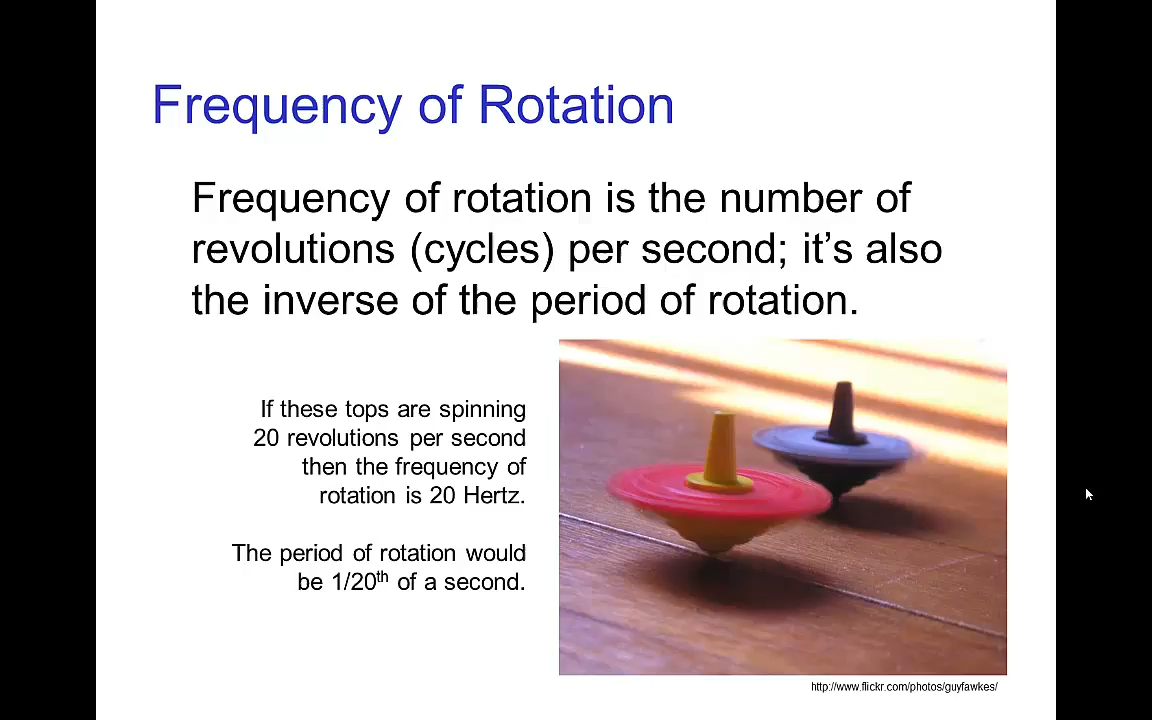 Frequency of Rotation
Frequency of rotation is the number of
revolutions (cycles) per second; it’s also
the inverse of the period of rotation.
If these tops are spinning
20 revolutions per second
then the frequency of
rotation is 20 Hertz.
The period of rotation would
be 1/20th of a second.
http://www.flickr.com/photos/guyfawkes/